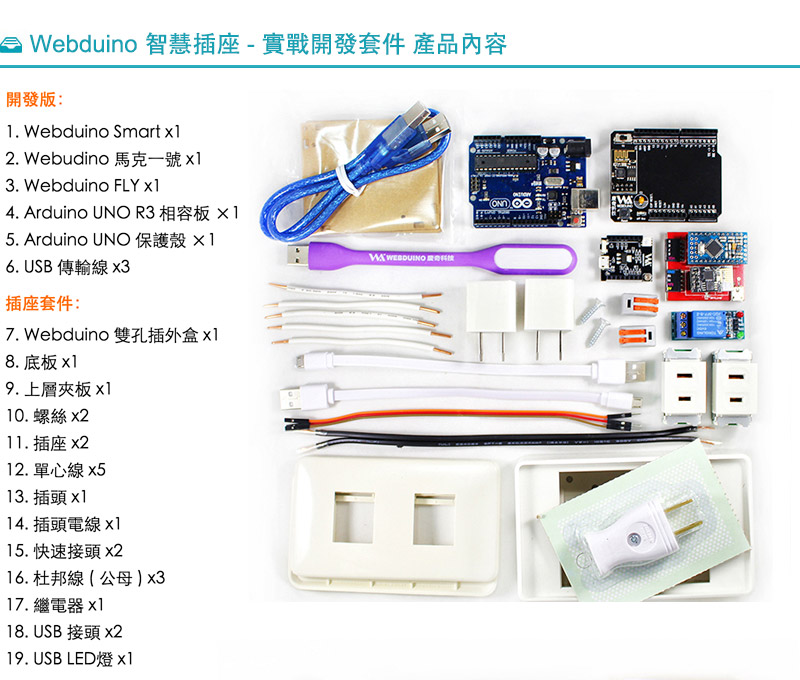 Webduino 智慧插座 - 實戰開發套件 產品內容
開發版:
1. Webduino Smart x1
2. Webudino 馬克一號 x1
3. Webduino FLY x1
4. Arduino UNO R3 相容板 ×1
5. Arduino UNO 保護殼 ×1
6. USB 傳輸線 x3
插座套件:
7. Webduino 雙孔插外盒 x1
8. 底板 x1
9. 上層夾板 x1
10. 螺絲 x2
11. 插座 x2
12. 單心線 x5
13. 插頭 x1
14. 插頭電線 x1
15. 快速接頭 x2
16. 杜邦線 ( 公母 ) x3
17. 繼電器 x1
18. USB 接頭 x2
19. USB LED燈 x1
WEBDUINO 慶奇科技
UNO
ARDUINO